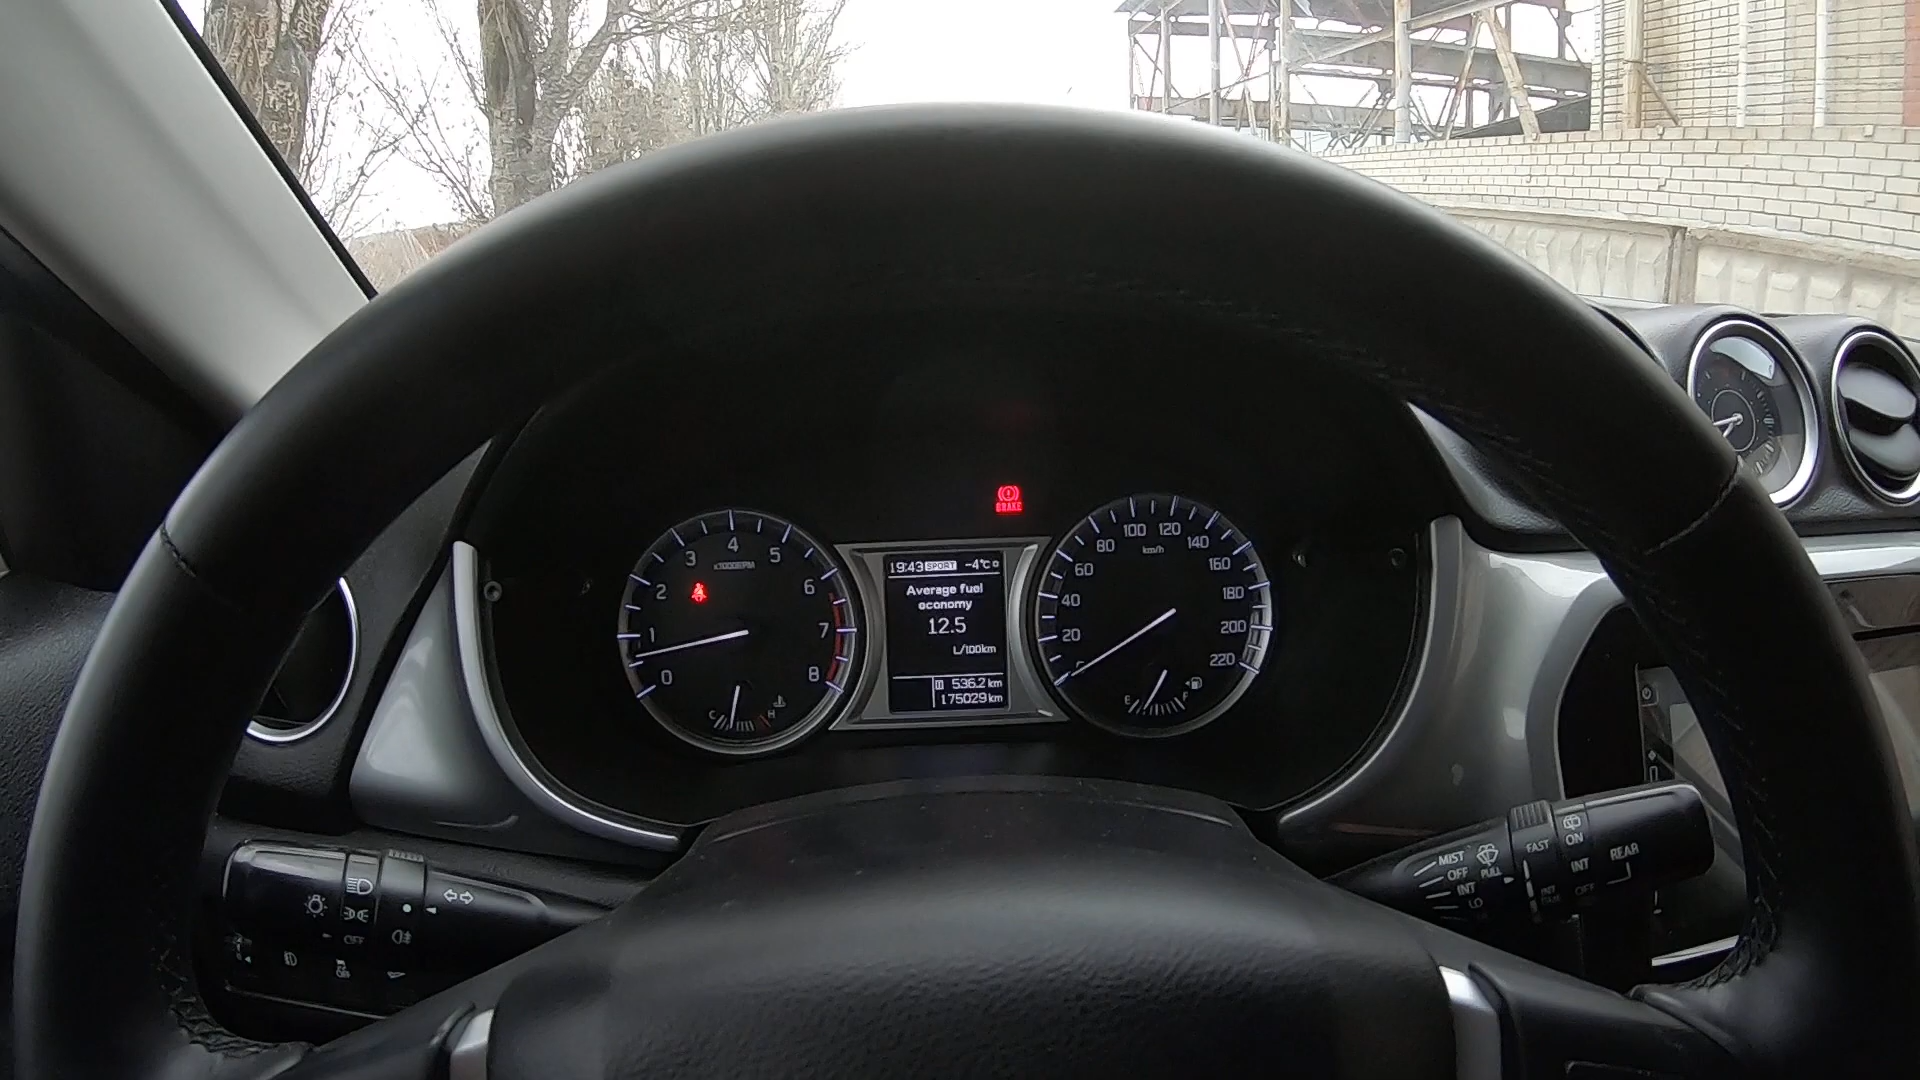 BRAKE
0
1
2
3
4
5
6
7
8
C
H
19:43 SPORT -4°C
Average fuel
economy
12.5
L/100km
536.2 km
175029 km
20
40
60
80
100
120
140
160
180
200
220
km/h
E
F
OFF
MIST
OFF
INT
LO
PULL
FAST
ON
INT
OFF
REAR